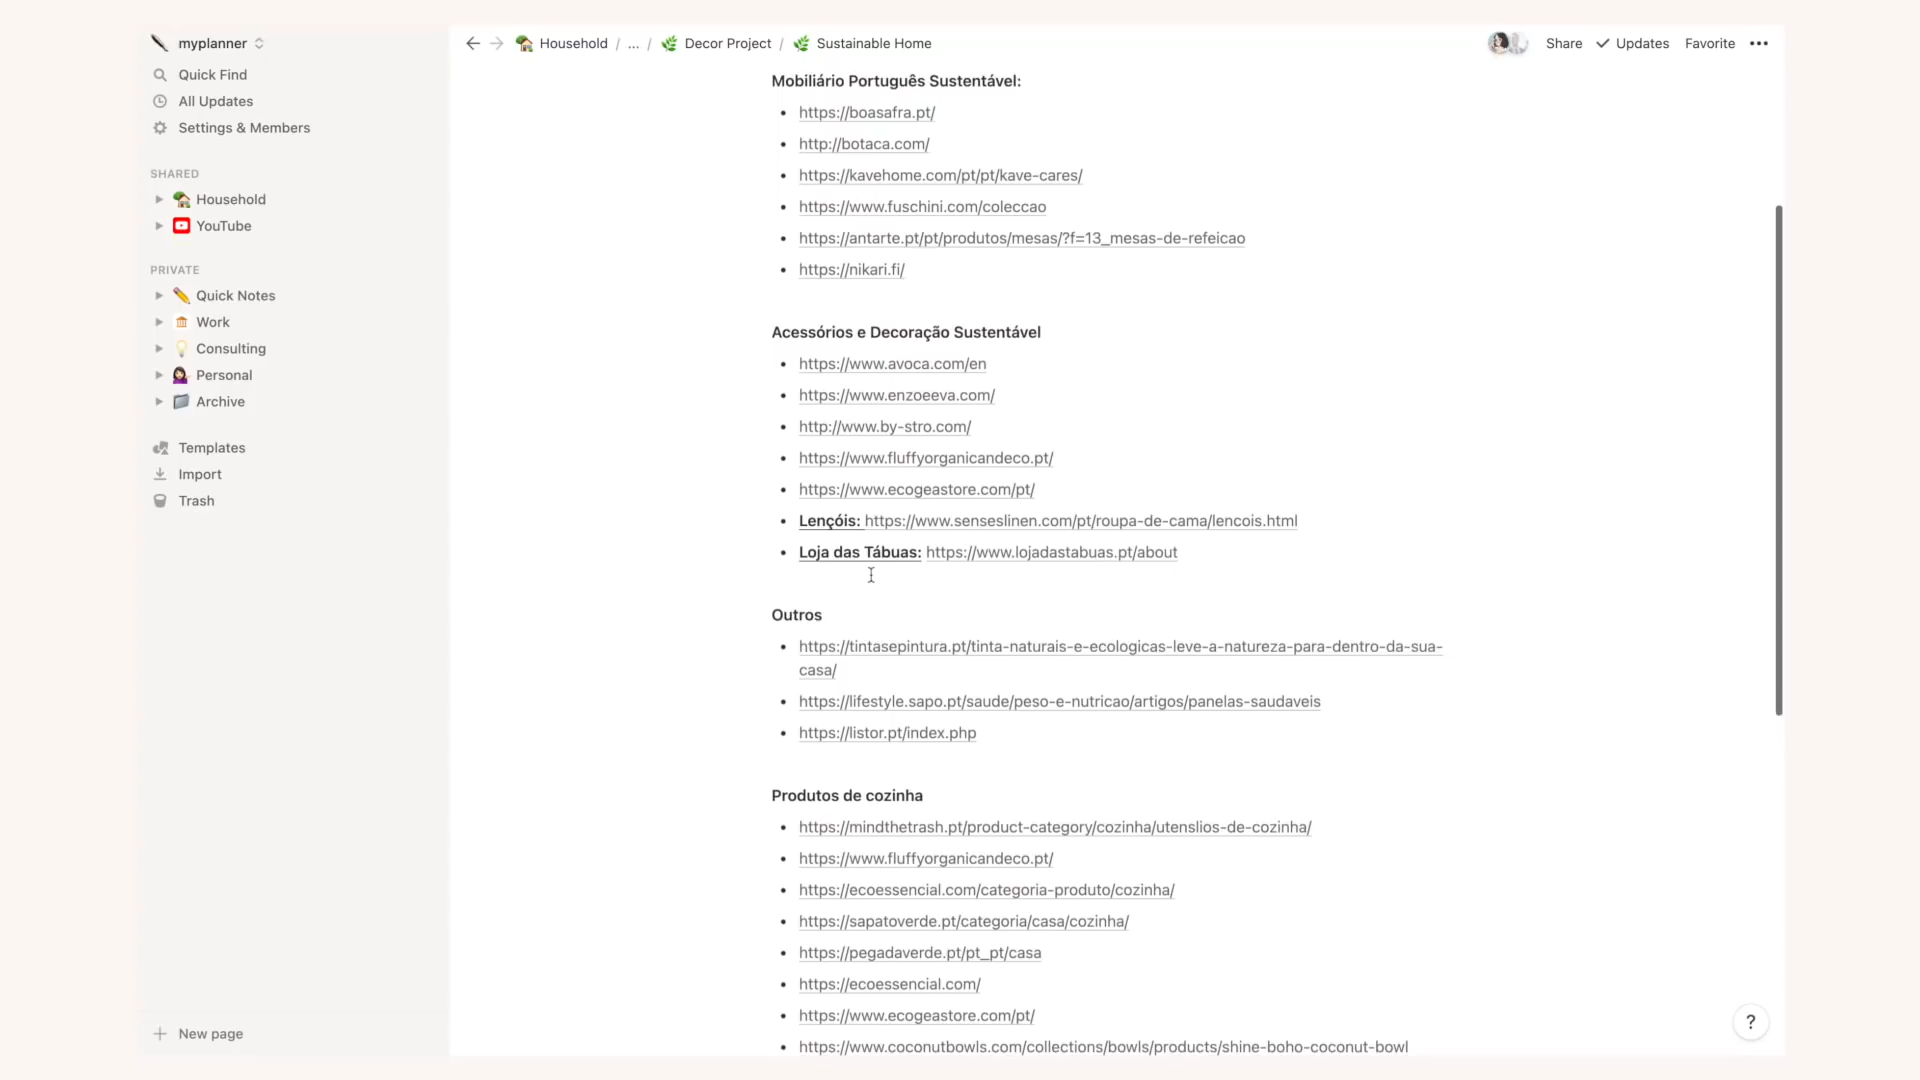 myplanner
Quick Find
All Updates
Settings & Members
SHARED
Household
YouTube
PRIVATE
Quick Notes
Work
Consulting
Personal
Archive
Templates
Import
Trash
New page
Household / ... / Decor Project / Sustainable Home
Share Updates Favorite
Mobiliário Português Sustentável:
https://boasafra.pt/
http://botaca.com/
https://kavehome.com/pt/pt/kave-cares/
https://www.fuschini.com/coleccao
https://antarte.pt/pt/produtos/mesas/?f=13_mesas-de-refeicao
https://nikari.fi/
Acessórios e Decoração Sustentável
https://www.avoca.com/en
https://www.enzoeeva.com/
http://www.by-stro.com/
https://www.fluffyorganicandeco.pt/
https://www.ecogeastore.com/pt/
Lençóis: https://www.senseslinen.com/pt/roupa-de-cama/lencois.html
Loja das Tábuas: https://www.lojadastabuas.pt/about
Outros
https://tintasepintura.pt/tinta-naturais-e-ecologicas-leve-a-natureza-para-dentro-da-sua-
casa/
https://lifestyle.sapo.pt/saude/peso-e-nutricao/artigos/panelas-saudaveis
https://listor.pt/index.php
Produtos de cozinha
https://mindthetrash.pt/product-category/cozinha/utenslios-de-cozinha/
https://www.fluffyorganicandeco.pt/
https://ecoessencial.com/categoria-produto/cozinha/
https://sapatoverde.pt/categoria/casa/cozinha/
https://pegadaverde.pt/pt_pt/casa
https://ecoessencial.com/
https://www.ecogeastore.com/pt/
https://www.coconutbowls.com/collections/bowls/products/shine-boho-coconut-bowl
?